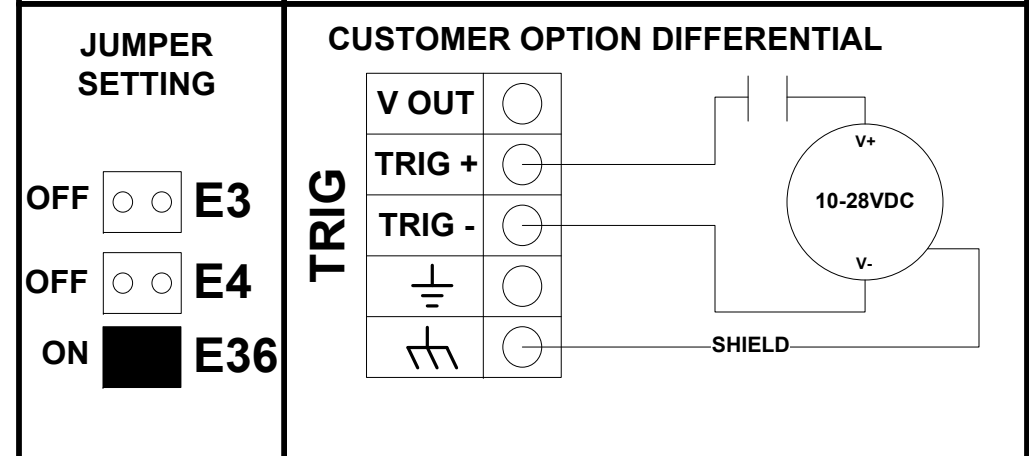 JUMPER
SETTING
OFF E3
OFF E4
ON E36
CUSTOMER OPTION DIFFERENTIAL
TRIG
V OUT
TRIG +
TRIG -
V+
10-28VDC
V-
SHIELD